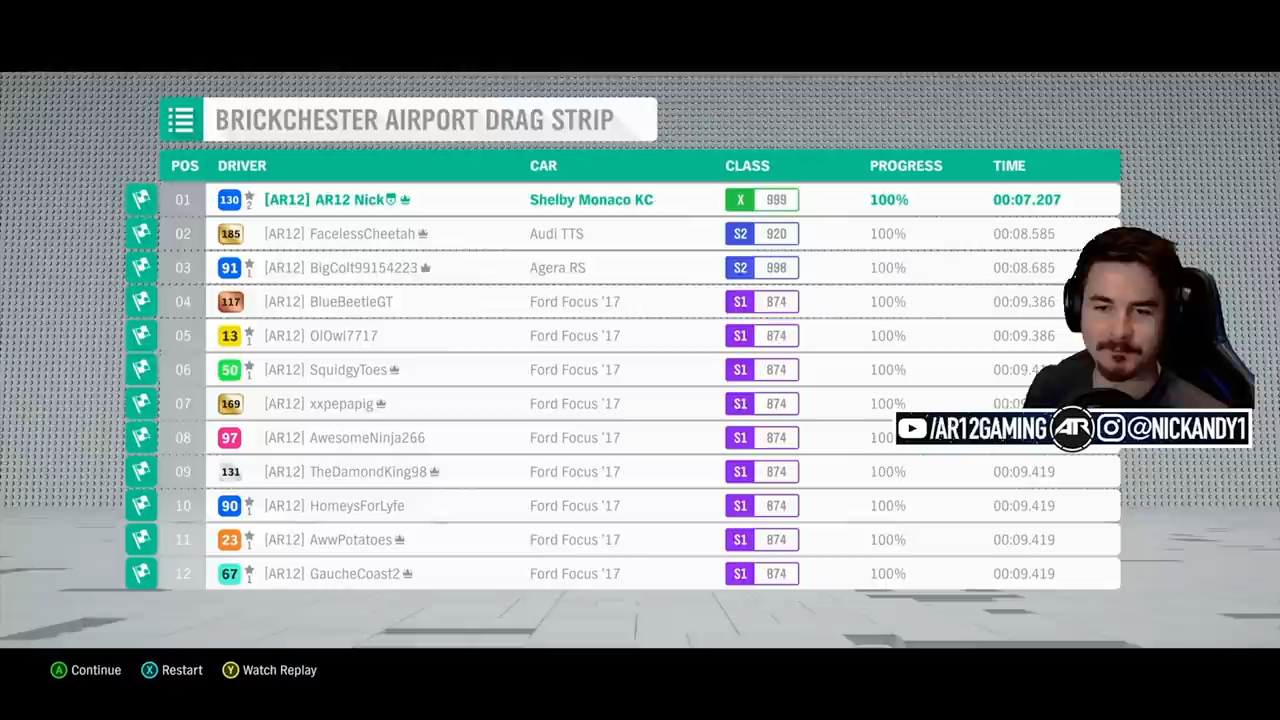 BRICKCHESTER AIRPORT DRAG STRIP
POS DRIVER CAR CLASS PROGRESS TIME
01 130 2 [AR12] AR12 Nick Shelby Monaco KC X 999 100% 00:07.207
02 185 [AR12] FacelessCheetah Audi TTS S2 920 100% 00:08.585
03 91 1 [AR12] BigColt99154223 Agera RS S2 998 100% 00:08.685
04 117 [AR12] BlueBeetleGT Ford Focus '17 S1 874 100% 00:09.386
05 13 1 [AR12] OlOwl7717 Ford Focus '17 S1 874 100% 00:09.386
06 50 1 [AR12] SquidgyToes Ford Focus '17 S1 874 100%
07 169 [AR12] xxpepapig Ford Focus '17 S1 874 100%
08 97 [AR12] AwesomeNinja266 Ford Focus '17 S1 874
/AR12GAMING AR @NICKANDY1
09 131 [AR12] TheDamondKing98 Ford Focus '17 S1 874 100% 00:09.419
10 90 1 [AR12] HomeysForLyfe Ford Focus '17 S1 874 100% 00:09.419
11 23 1 [AR12] AwwPotatoes Ford Focus '17 S1 874 100% 00:09.419
12 67 1 [AR12] GaucheCoast2 Ford Focus '17 S1 874 100% 00:09.419
A Continue X Restart Y Watch Replay